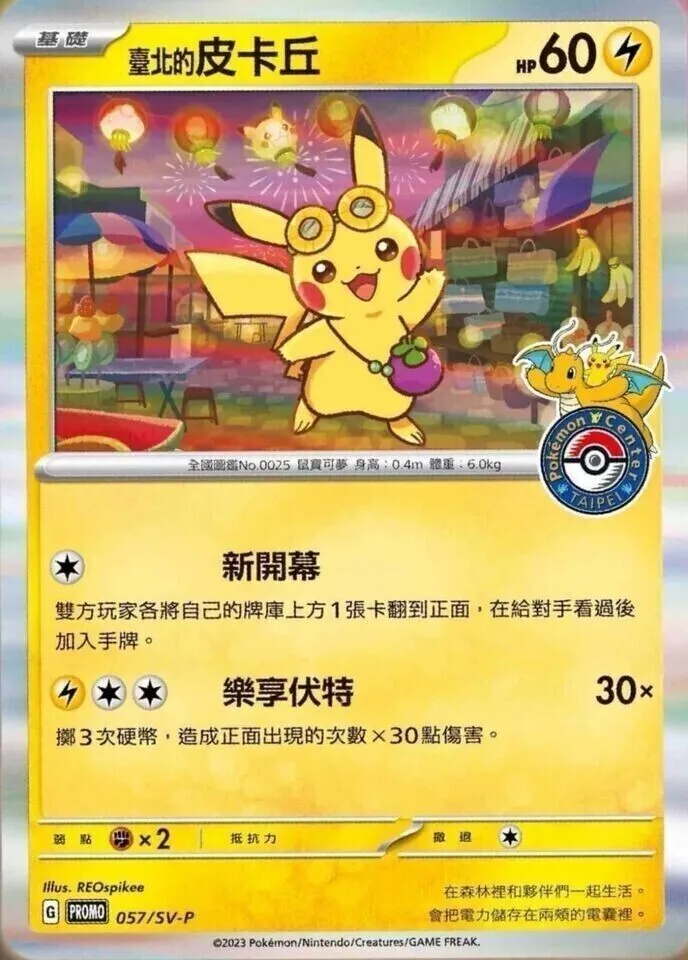 基礎
臺北的皮卡丘
HP60
全國圖鑑No.0025 鼠寶可夢 身高：0.4m 體重：6.0kg
Pokémon Center
TAIPEI
新開幕
雙方玩家各將自己的牌庫上方1張卡翻到正面，在給對手看過後
加入手牌。
樂享伏特 30×
擲3次硬幣，造成正面出現的次數×30點傷害。
弱點 ×2 抵抗力 撤退
Illus. REOspikee
G PROMO 057/SV-P
在森林裡和夥伴們一起生活。
會把電力儲存在兩頰的電囊裡。
©2023 Pokémon/Nintendo/Creatures/GAME FREAK.